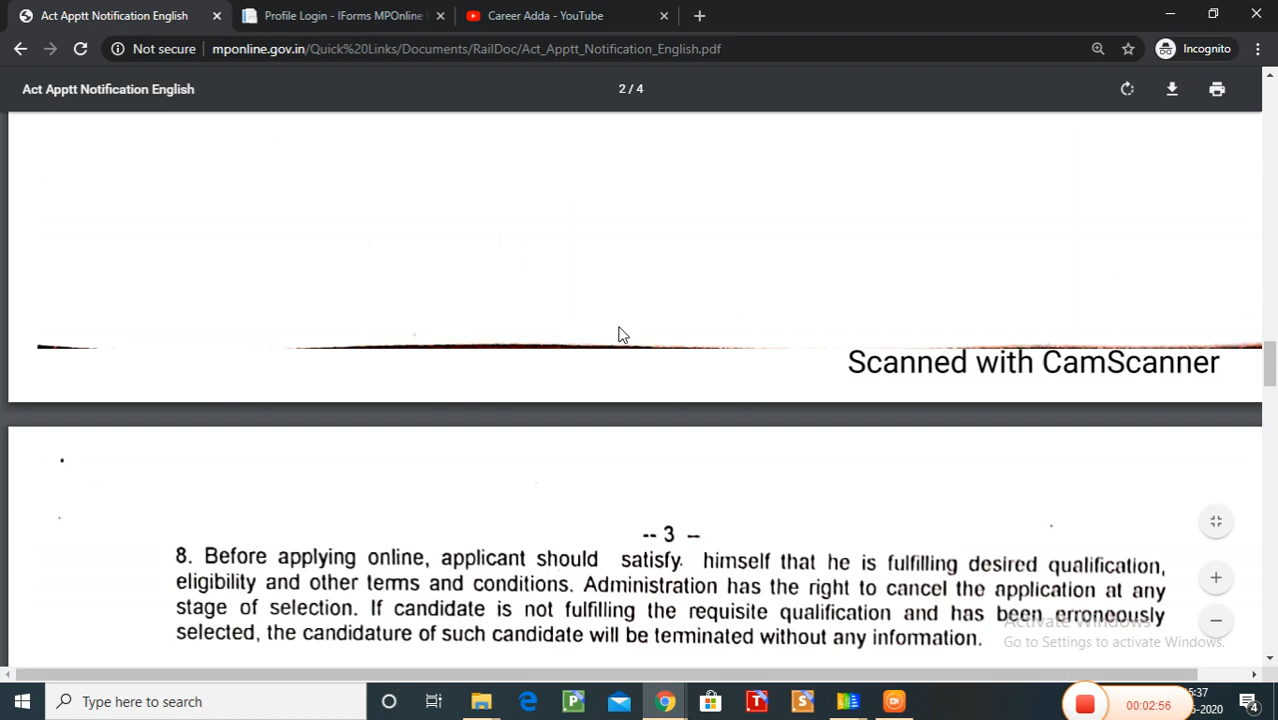 Act Apptt Notification English
Profile Login - IForms MPOnline
Career Adda - YouTube
Not secure
mponline.gov.in/Quick%20Links/Documents/RailDoc/Act_Apptt_Notification_English.pdf
Incognito
Act Apptt Notification English
2 / 4
Scanned with CamScanner
-- 3 --
8. Before applying online, applicant should satisfy himself that he is fulfilling desired qualification,
eligibility and other terms and conditions. Administration has the right to cancel the application at any
stage of selection. If candidate is not fulfilling the requisite qualification and has been erroneously
selected, the candidature of such candidate will be terminated without any information.
Activate Windows
Go to Settings to activate Windows.
Type here to search
00:02:56
5:37
-2020
4